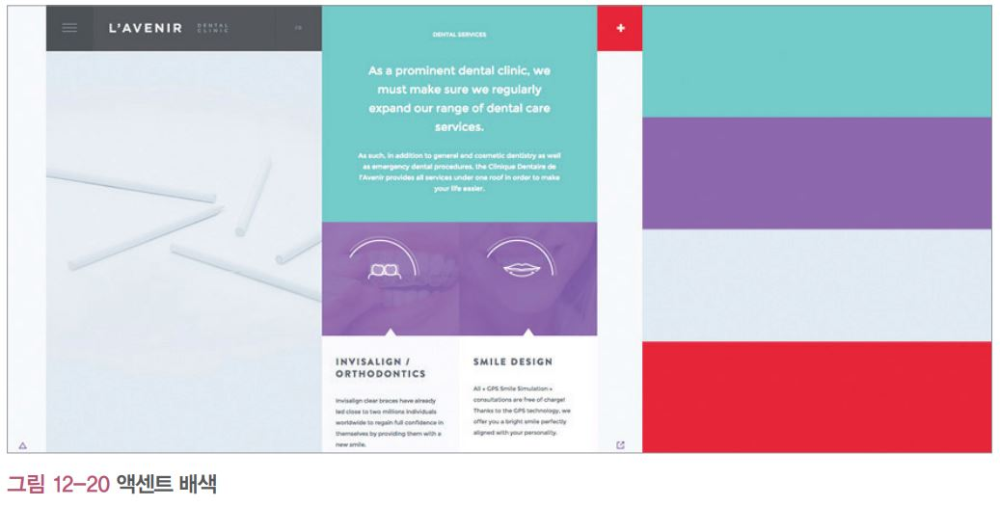 L'AVENIR
DENTAL
CLINIC
FR
DENTAL SERVICES
As a prominent dental clinic, we
must make sure we regularly
expand our range of dental care
services.
As such, in addition to general and cosmetic dentistry as well
as emergency dental procedures, the Clinique Dentaire de
l'Avenir provides all services under one roof in order to make
your life easier.
INVISALIGN /
ORTHODONTICS
Invisalign clear braces have already
led close to two millions individuals
worldwide to regain full confidence in
themselves by providing them with a
new smile.
SMILE DESIGN
All « GPS Smile Simulation »
consultations are free of charge!
Thanks to the GPS technology, we
offer you a bright smile perfectly
aligned with your personality.
그림 12-20 액센트 배색